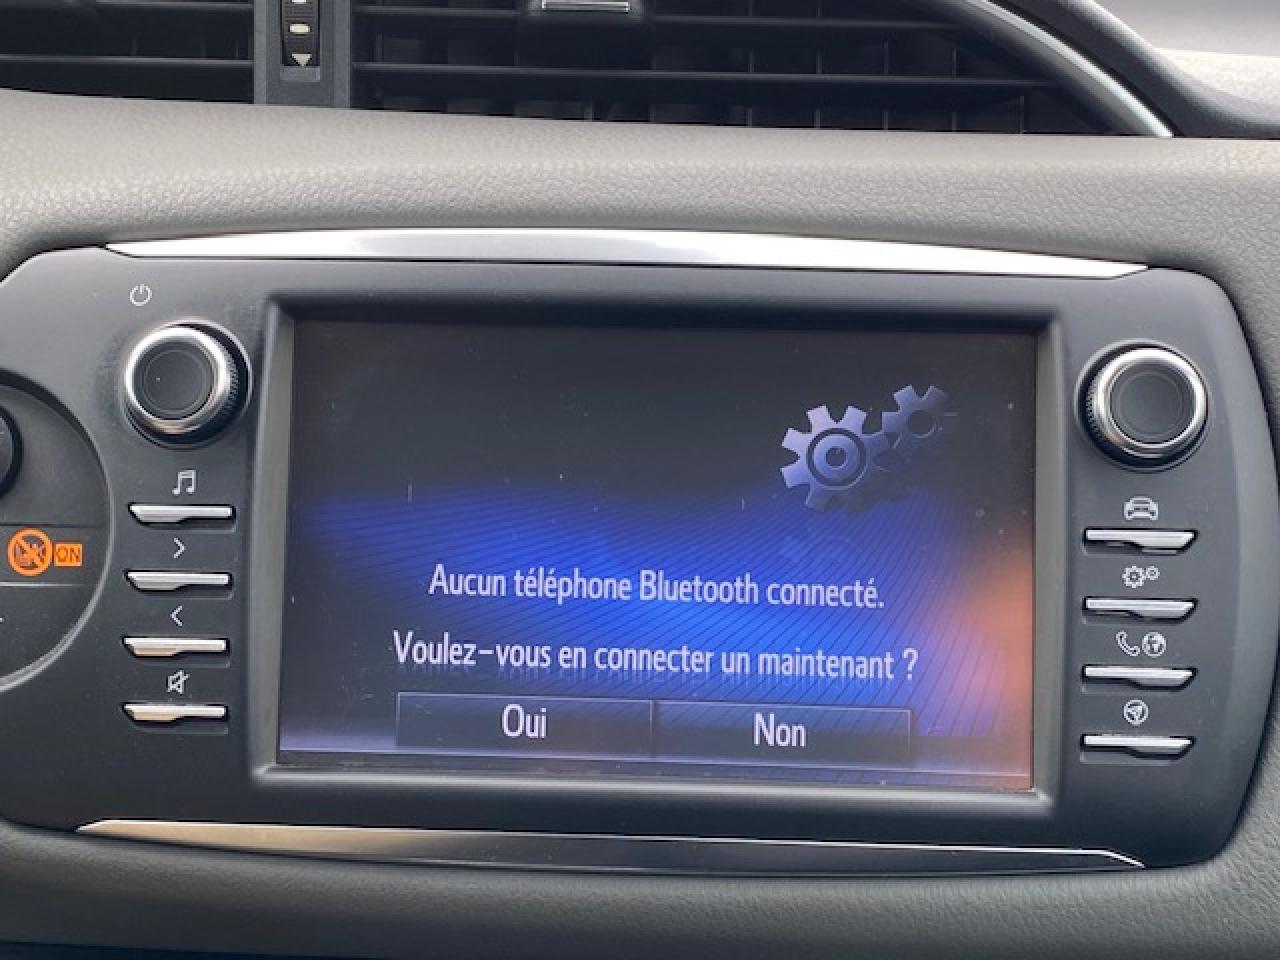 ON
Aucun téléphone Bluetooth connecté.
Voulez-vous en connecter un maintenant ?
Oui
Non